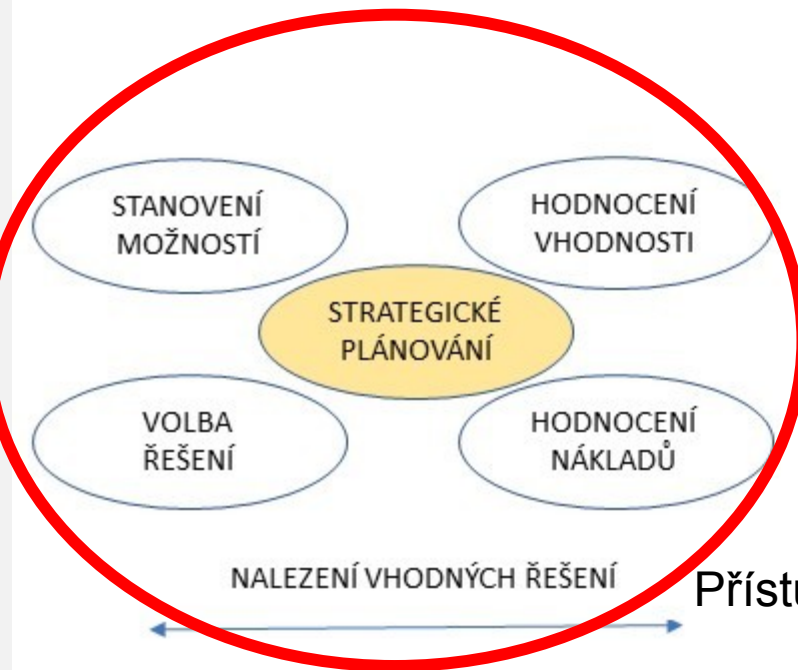 STANOVENÍ
MOŽNOSTÍ
HODNOCENÍ
VHODNOSTI
STRATEGICKÉ
PLÁNOVÁNÍ
VOLBA
ŘEŠENÍ
HODNOCENÍ
NÁKLADŮ
NALEZENÍ VHODNÝCH ŘEŠENÍ